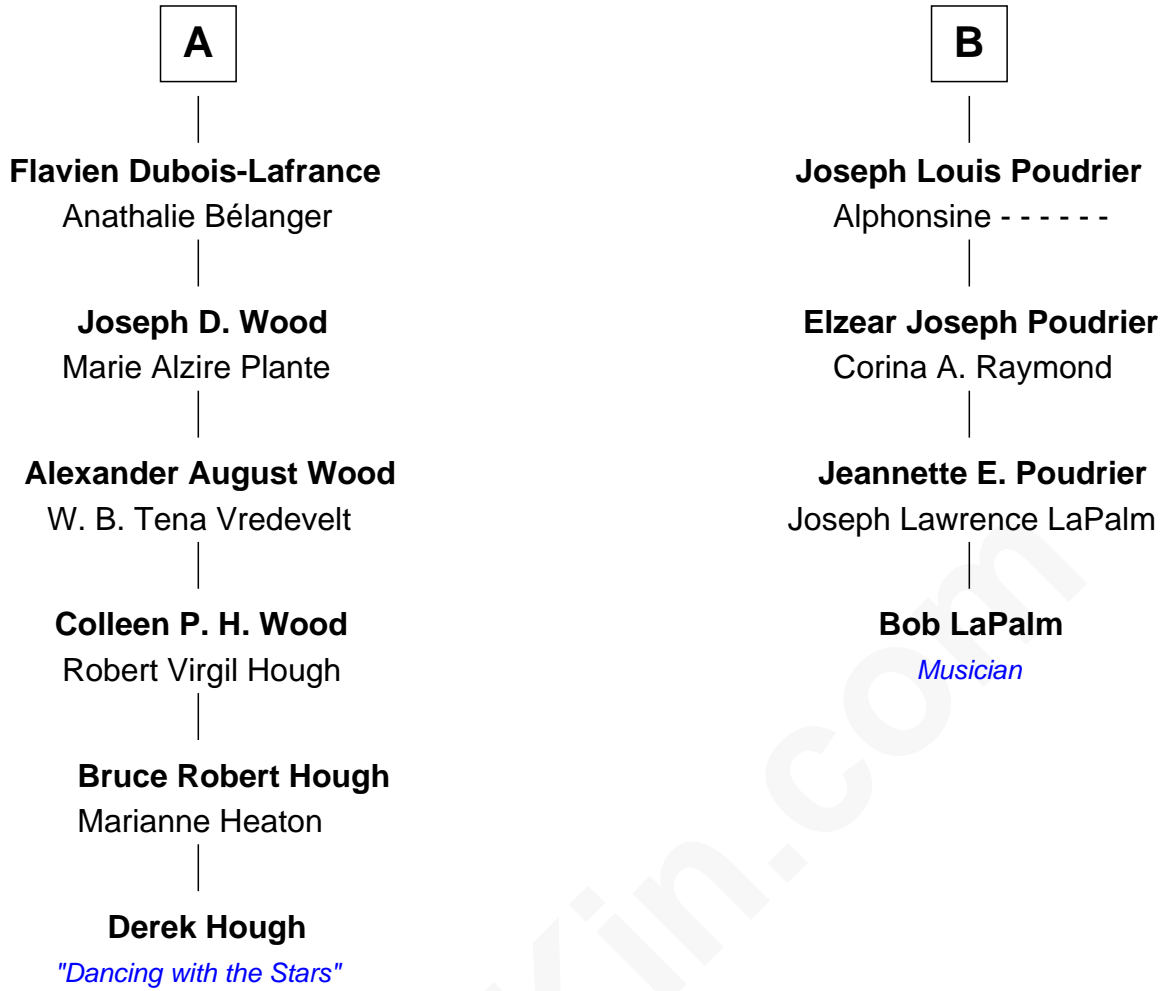 A
Flavien Dubois-Lafrance
Anathalie Bélanger
Joseph D. Wood
Marie Alzire Plante
Alexander August Wood
W. B. Tena Vredevelt
Colleen P. H. Wood
Robert Virgil Hough
Bruce Robert Hough
Marianne Heaton
Derek Hough
"Dancing with the Stars"
B
Joseph Louis Poudrier
Alphonsine - - - - - -
Elzear Joseph Poudrier
Corina A. Raymond
Jeannette E. Poudrier
Joseph Lawrence LaPalm
Bob LaPalm
Musician
Kin.com